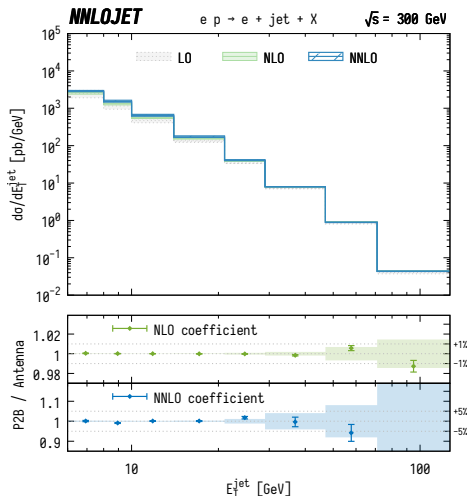 NNLOJET e p → e + jet + X √s = 300 GeV
LO NLO NNLO
dσ/dE_T^jet [pb/GeV]
10^5
10^4
10^3
10^2
10^1
10^0
10^-1
10^-2
P2B / Antenna
NLO coefficient
1.02
1
0.98
+1%
-1%
NNLO coefficient
1.1
1
0.9
+5%
-5%
10 100
E_T^jet [GeV]